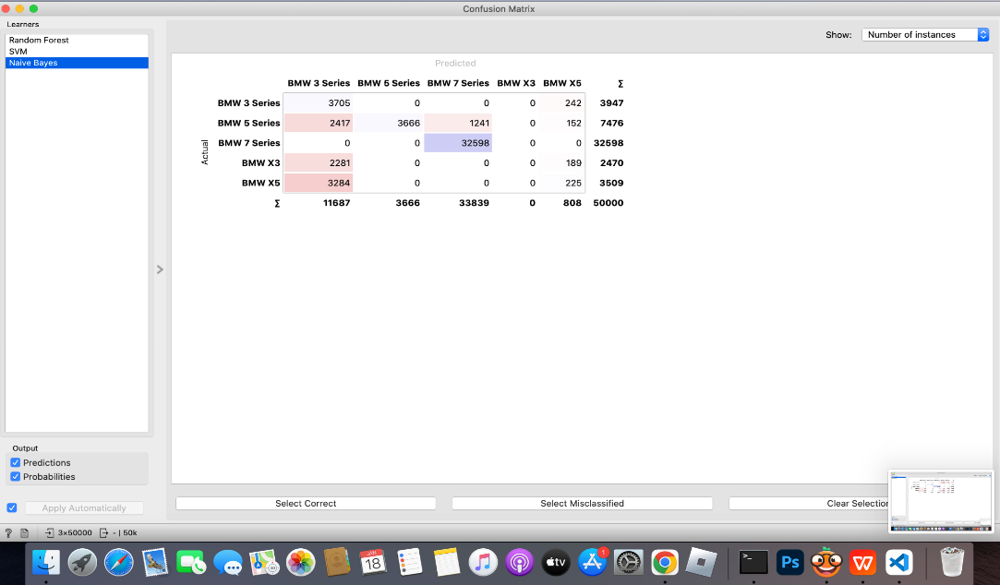 Confusion Matrix
Learners
Random Forest
SVM
Naive Bayes
Show: Number of instances
Predicted
BMW 3 Series BMW 5 Series BMW 7 Series BMW X3 BMW X5 Σ
BMW 3 Series 3705 0 0 0 242 3947
BMW 5 Series 2417 3666 1241 0 152 7476
Actual
BMW 7 Series 0 0 32598 0 0 32598
BMW X3 2281 0 0 0 189 2470
BMW X5 3284 0 0 0 225 3509
Σ 11687 3666 33839 0 808 50000
Output
Predictions
Probabilities
Apply Automatically
Select Correct Select Misclassified Clear Selection
? 3×50000 - | 50k
18 tv 1 >_ Ps W